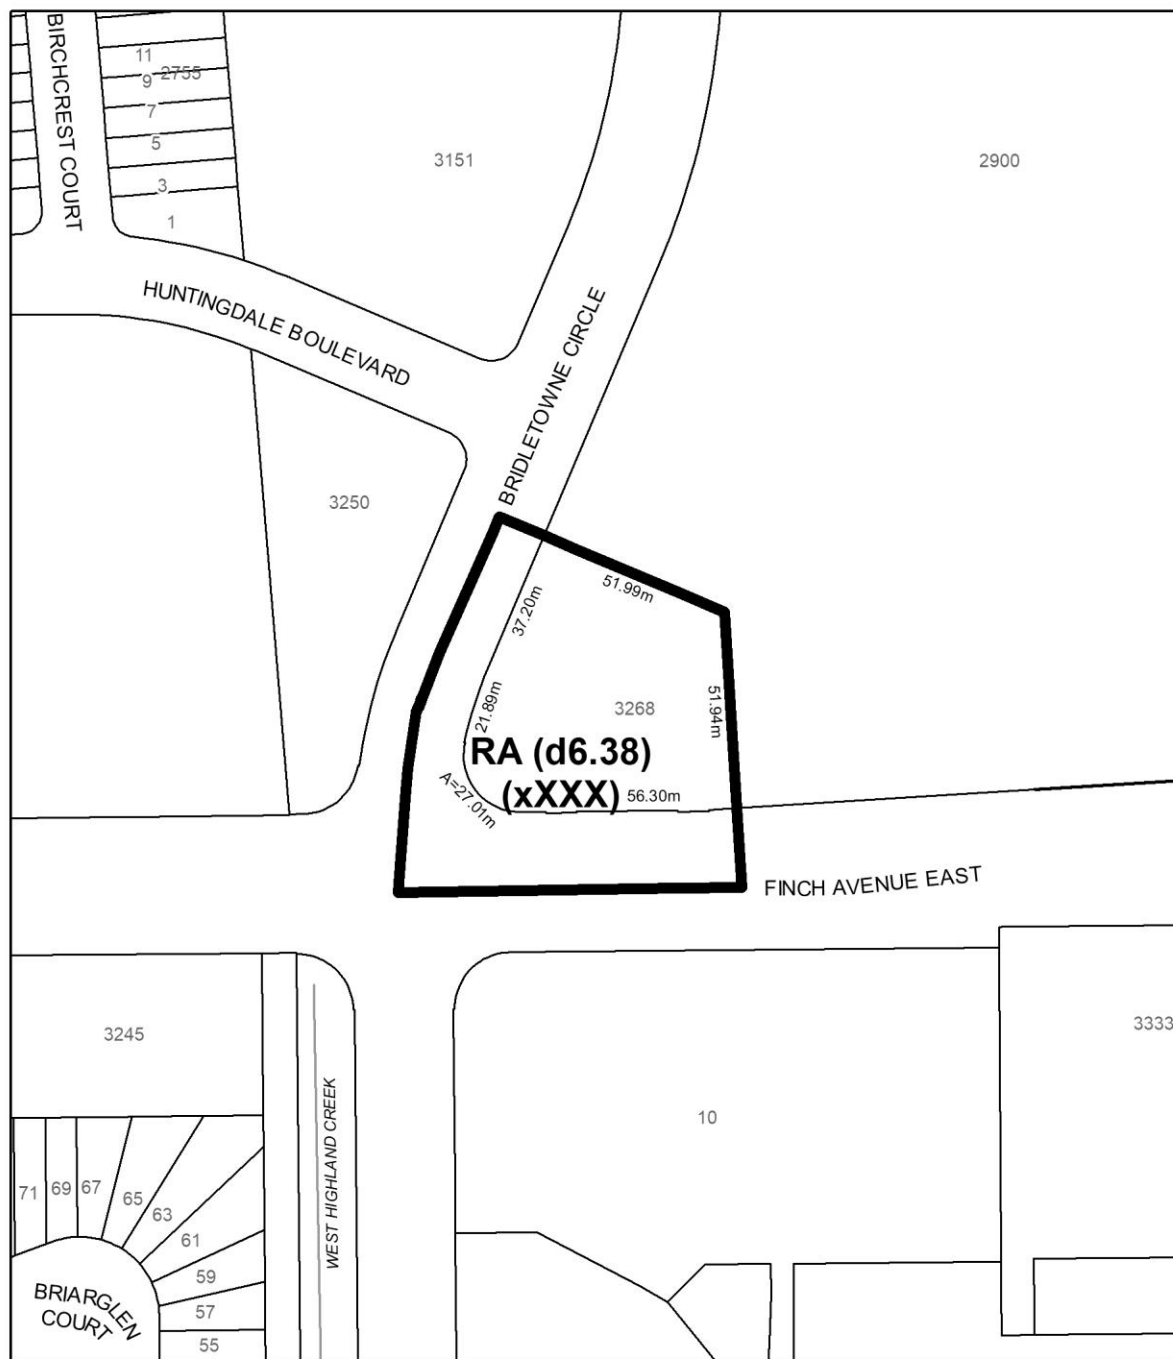 BIRCHCREST COURT
11
2755
9
7
5
3
1
3151
2900
HUNTINGDALE BOULEVARD
BRIDLETOWNE CIRCLE
3250
51.99m
37.20m
21.89m
3268
51.94m
RA (d6.38)
(xXXX)
56.30m
A=27.01m
FINCH AVENUE EAST
3245
3333
10
WEST HIGHLAND CREEK
71
69
67
65
63
61
59
57
55
BRIARGLEN
COURT